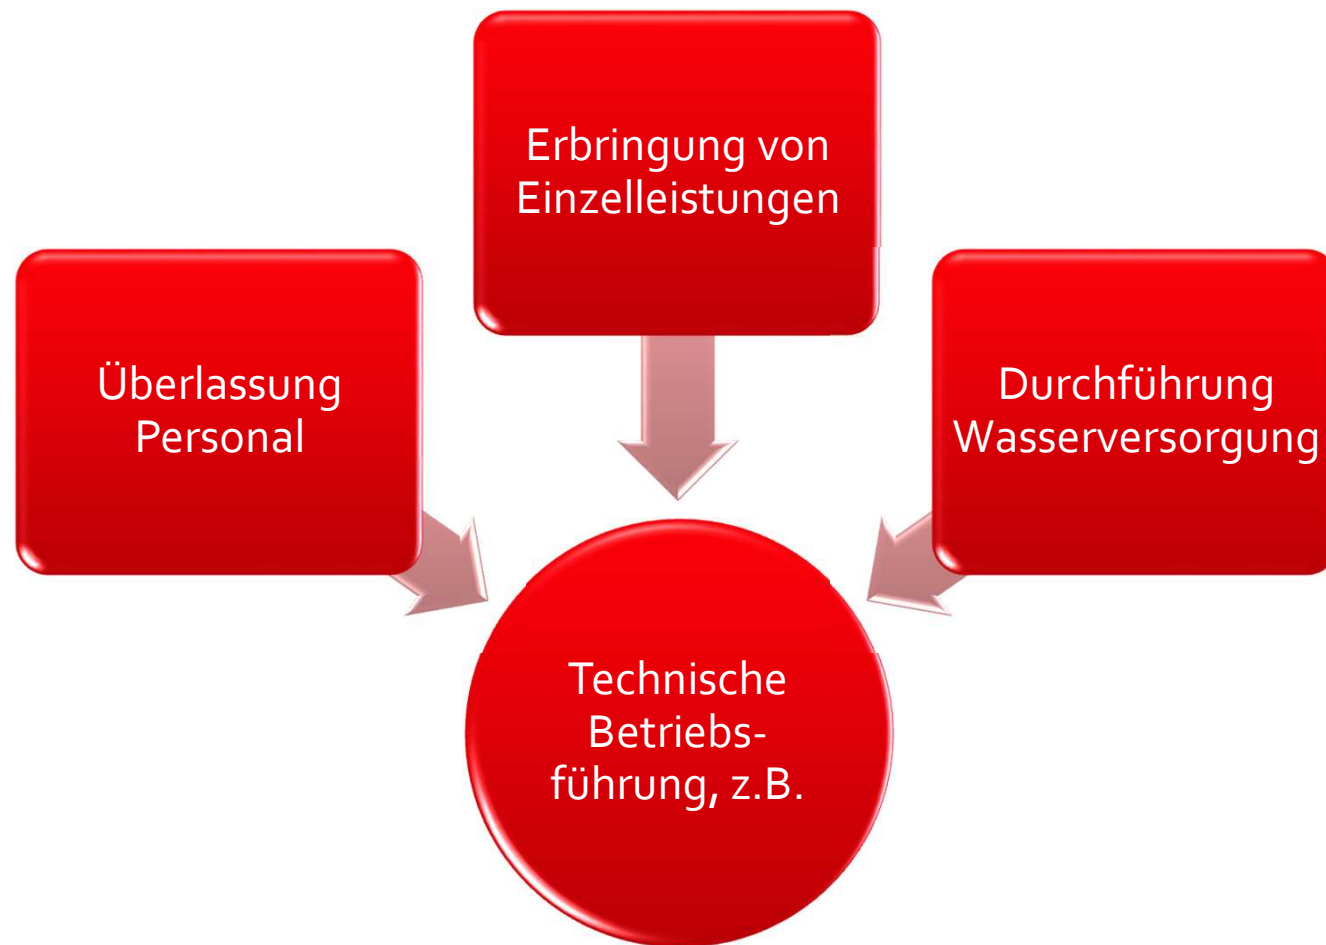 Erbringung von
Einzelleistungen
Überlassung
Personal
Durchführung
Wasserversorgung
Technische
Betriebs-
führung, z.B.